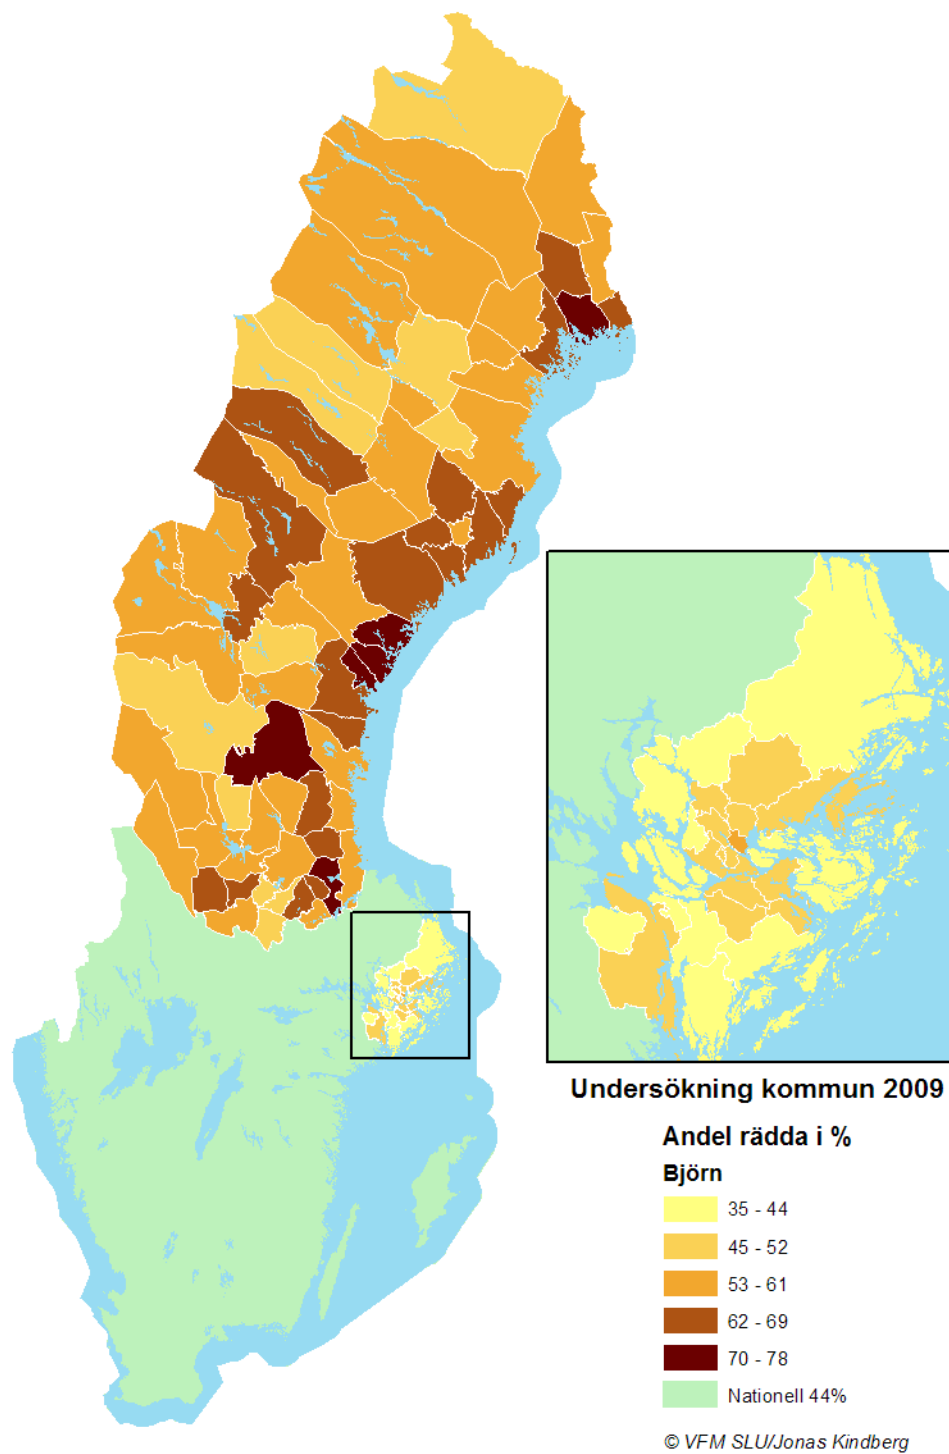 Undersökning kommun 2009
Andel rädda i %
Björn
35 - 44
45 - 52
53 - 61
62 - 69
70 - 78
Nationell 44%
© VFM SLU/Jonas Kindberg